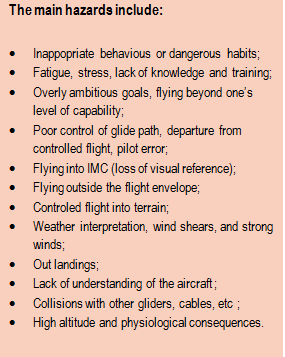 The main hazards include:
• Inappopriate behavious or dangerous habits;
• Fatigue, stress, lack of knowledge and training;
• Overly ambitious goals, flying beyond one's
level of capability;
• Poor control of glide path, departure from
controlled flight, pilot error;
• Flying into IMC (loss of visual reference);
• Flying outside the flight envelope;
• Controled flight into terrain;
• Weather interpretation, wind shears, and strong
winds;
• Out landings;
• Lack of understanding of the aircraft;
• Collisions with other gliders, cables, etc ;
• High altitude and physiological consequences.